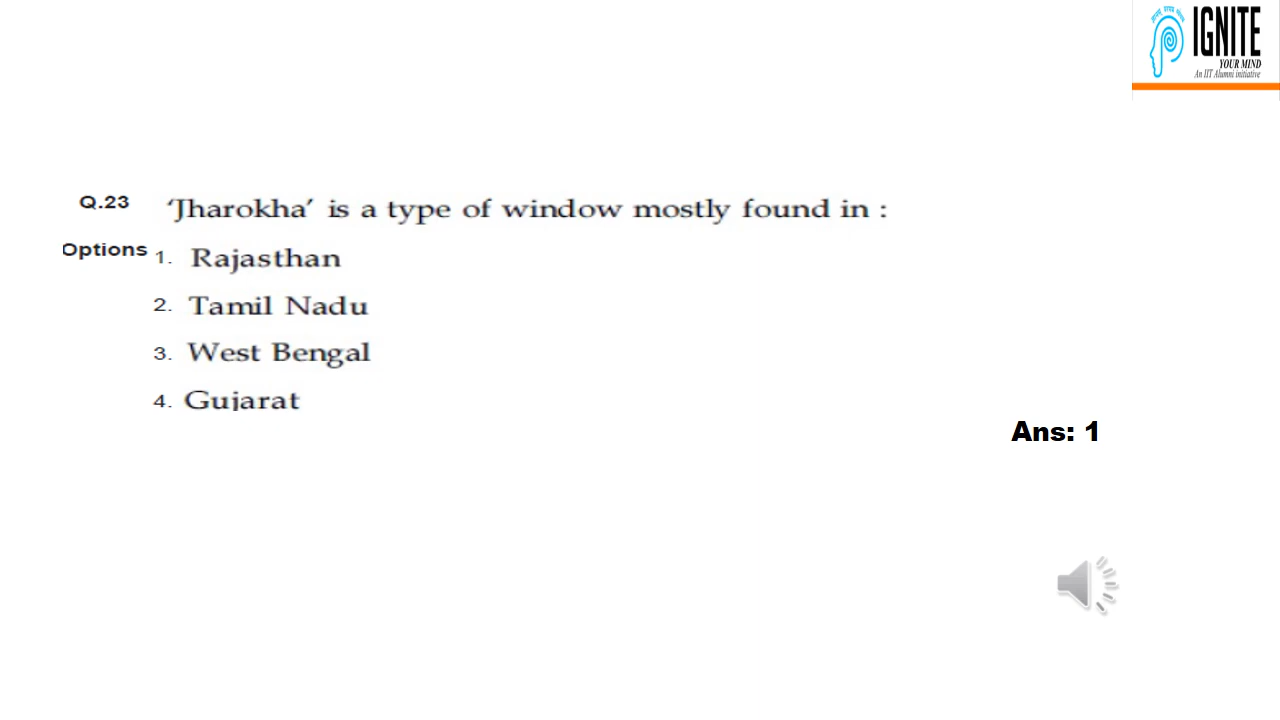 IGNITE
YOUR MIND
An IIT Alumni initiative
Q.23 ‘Jharokha’ is a type of window mostly found in :
Options 1. Rajasthan
2. Tamil Nadu
3. West Bengal
4. Gujarat
Ans: 1